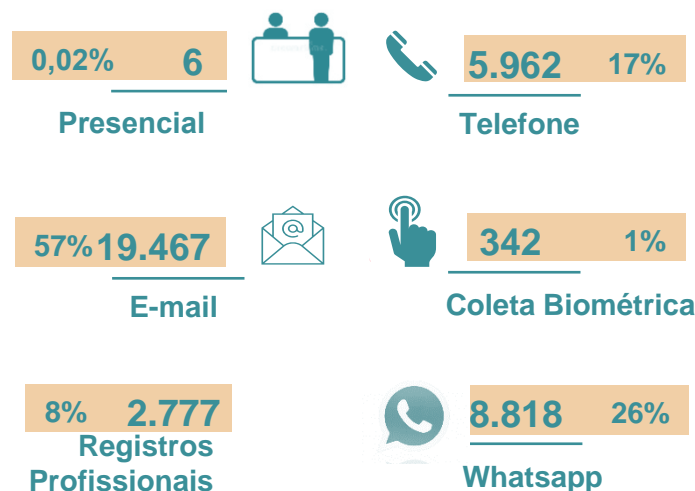 0,02% 6
Presencial
5.962 17%
Telefone
57% 19.467
E-mail
@
342 1%
Coleta Biométrica
8% 2.777
Registros
Profissionais
8.818 26%
Whatsapp